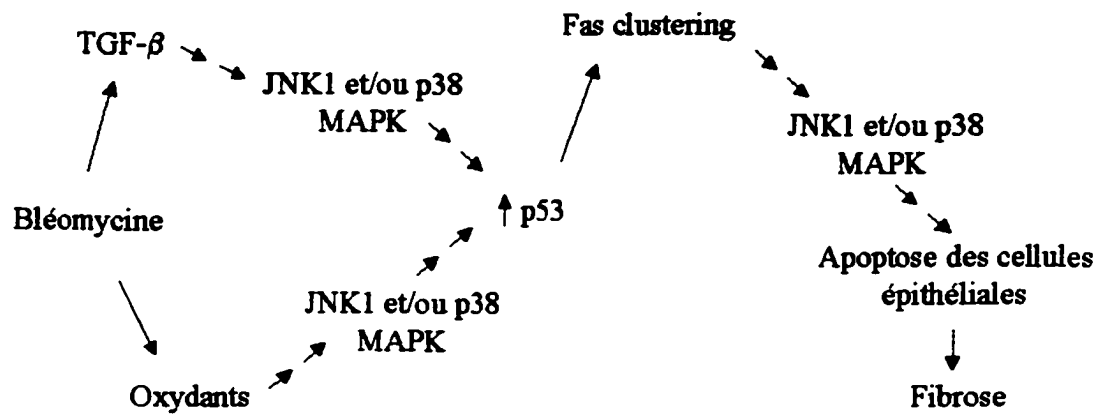 TGF-β
JNK1 et/ou p38
MAPK
Bléomycine
Oxydants
JNK1 et/ou p38
MAPK
p53
Fas clustering
JNK1 et/ou p38
MAPK
Apoptose des cellules
épithéliales
Fibrose